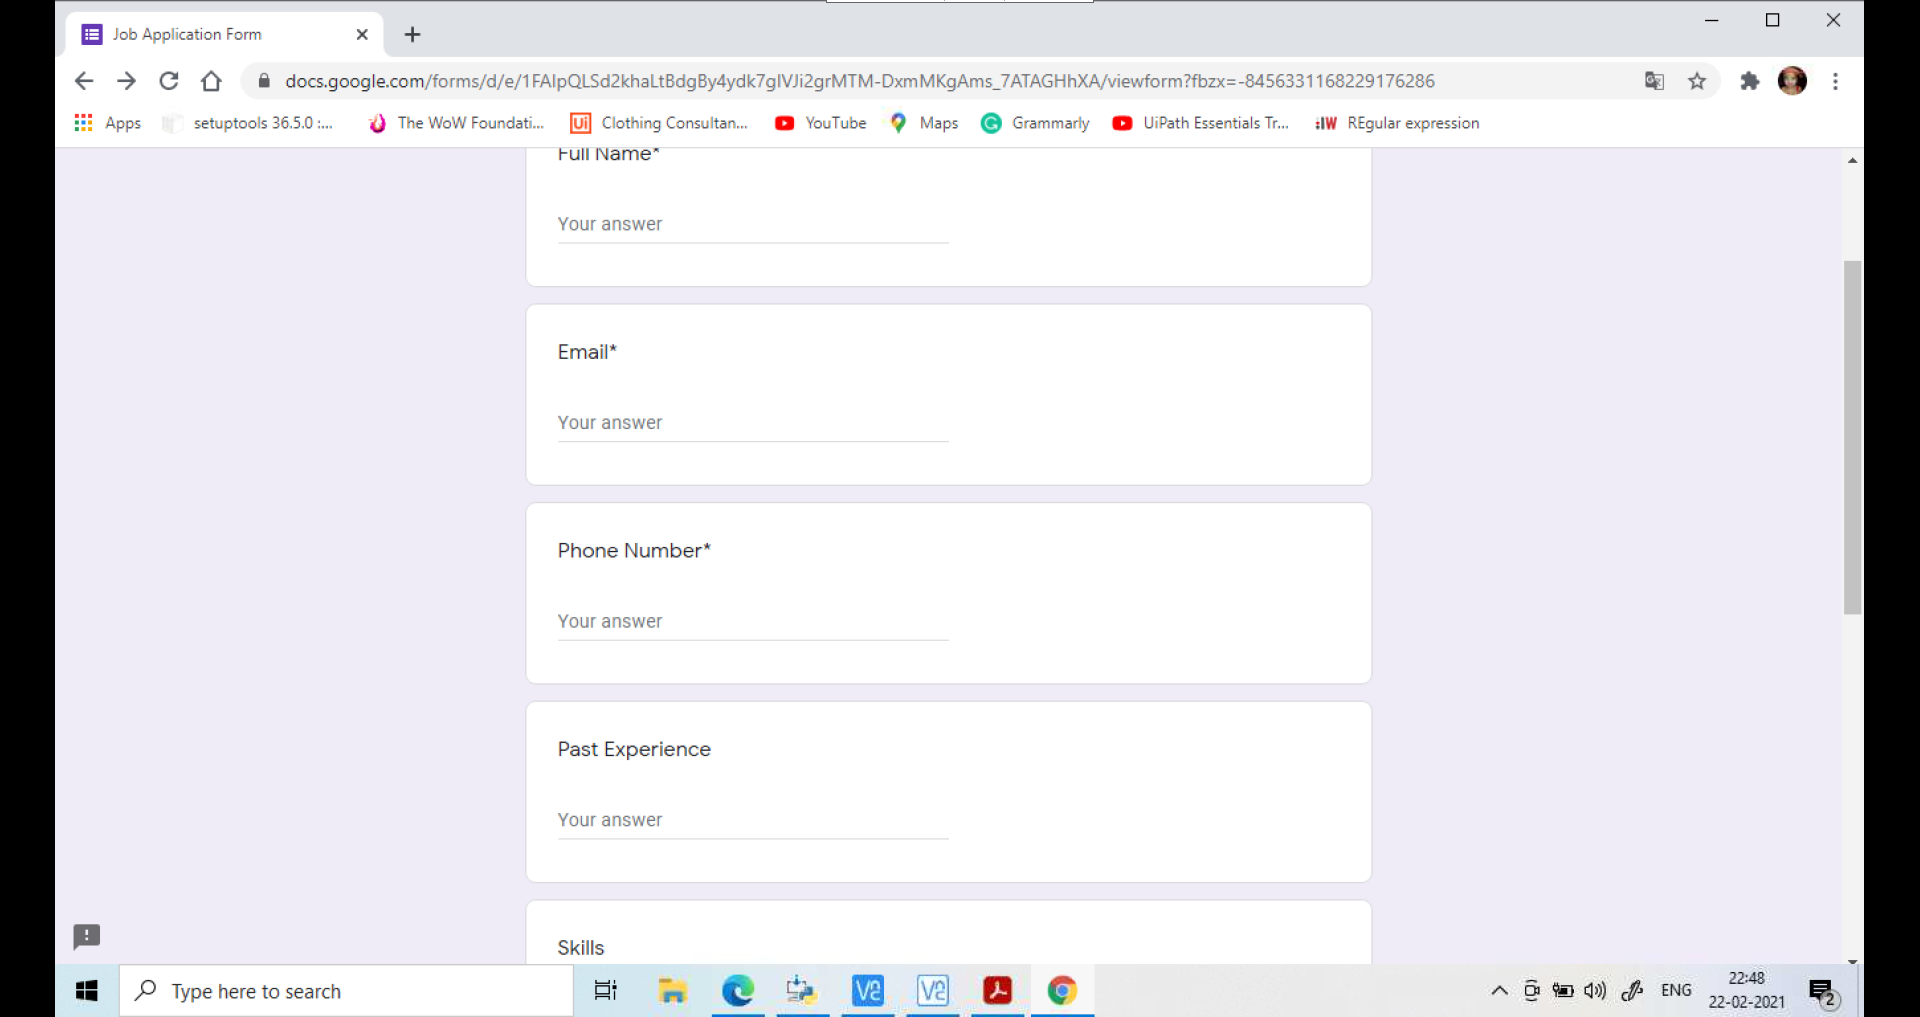 Job Application Form
docs.google.com/forms/d/e/1FAIpQLSd2khaLtBdgBy4ydk7glVJi2grMTM-DxmMKgAms_7ATAGHhXA/viewform?fbzx=-8456331168229176286
Apps setuptools 36.5.0 :... The WoW Foundati... Ui Clothing Consultan... YouTube Maps Grammarly UiPath Essentials Tr... :IW REgular expression
Full Name*
Your answer
Email*
Your answer
Phone Number*
Your answer
Past Experience
Your answer
Skills
Type here to search
ENG
22:48
22-02-2021
2